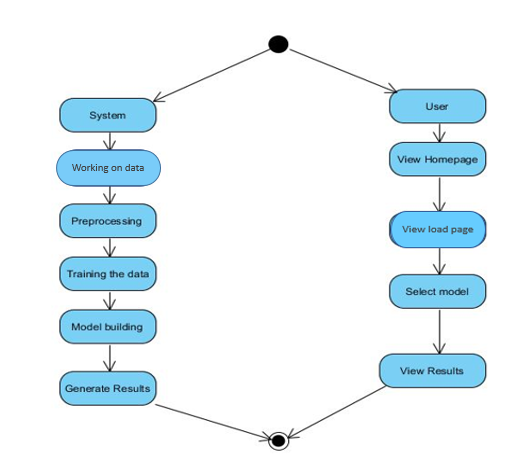 System
Working on data
Preprocessing
Training the data
Model building
Generate Results
User
View Homepage
View load page
Select model
View Results